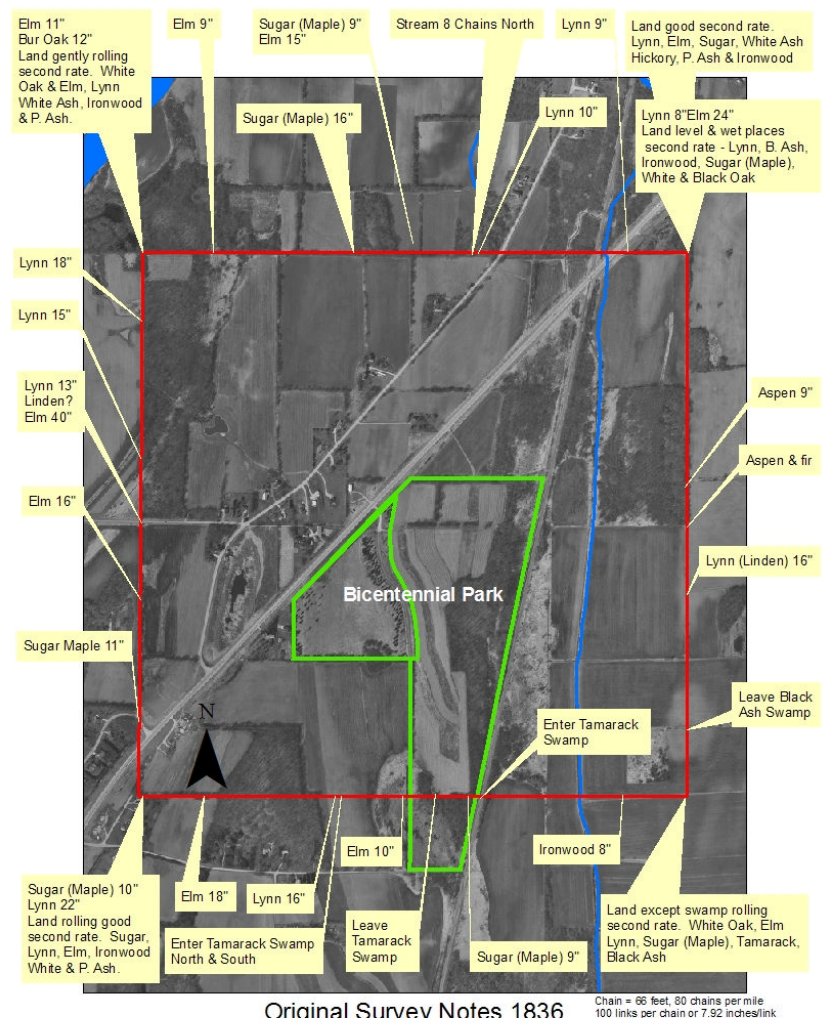 Elm 11"
Bur Oak 12"
Land gently rolling
second rate. White
Oak & Elm, Lynn
White Ash, Ironwood
& P. Ash.
Elm 9"
Sugar (Maple) 9"
Elm 15"
Stream 8 Chains North
Lynn 9"
Land good second rate.
Lynn, Elm, Sugar, White Ash
Hickory, P. Ash & Ironwood
Sugar (Maple) 16"
Lynn 10"
Lynn 8"Elm 24"
Land level & wet places
second rate - Lynn, B. Ash,
Ironwood, Sugar (Maple),
White & Black Oak
Lynn 18"
Lynn 15"
Lynn 13"
Linden?
Elm 40"
Aspen 9"
Aspen & fir
Elm 16"
Lynn (Linden) 16"
Bicentennial Park
Sugar Maple 11"
Leave Black
Ash Swamp
N
Enter Tamarack
Swamp
Elm 10"
Ironwood 8"
Sugar (Maple) 10"
Lynn 22"
Land rolling good
second rate. Sugar,
Lynn, Elm, Ironwood
White & P. Ash.
Elm 18"
Lynn 16"
Enter Tamarack Swamp
North & South
Leave
Tamarack
Swamp
Sugar (Maple) 9"
Land except swamp rolling
second rate. White Oak, Elm
Lynn, Sugar (Maple), Tamarack,
Black Ash
Original Survey Notes 1836
Chain = 66 feet, 80 chains per mile
100 links per chain or 7.92 inches/link